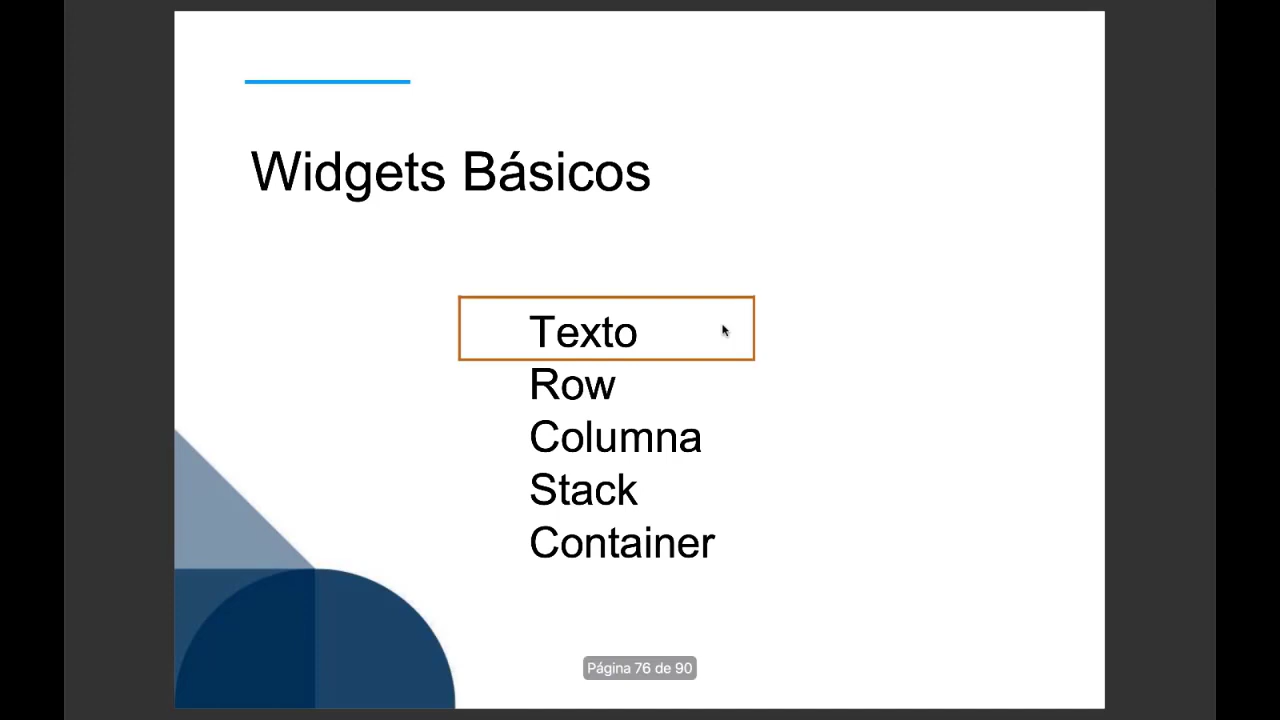 Widgets Básicos
Texto
Row
Columna
Stack
Container
Página 76 de 90